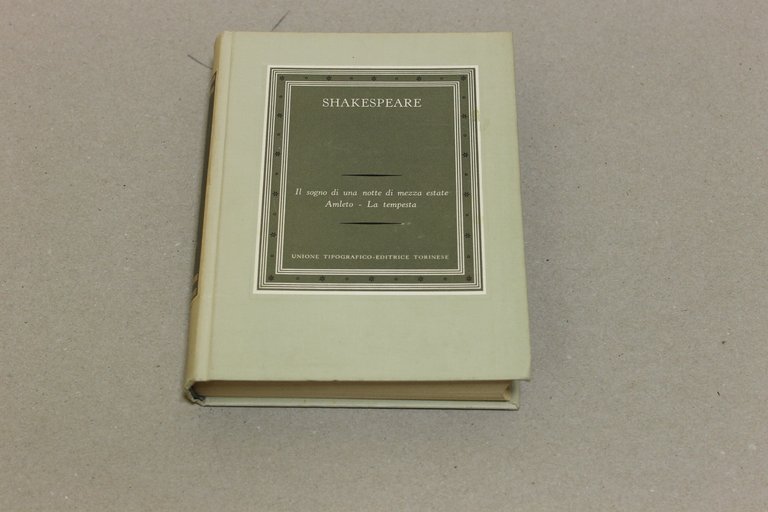 SHAKESPEARE
Il sogno di una notte di mezza estate
Amleto - La tempesta
UNIONE TIPOGRAFICO-EDITRICE TORINESE